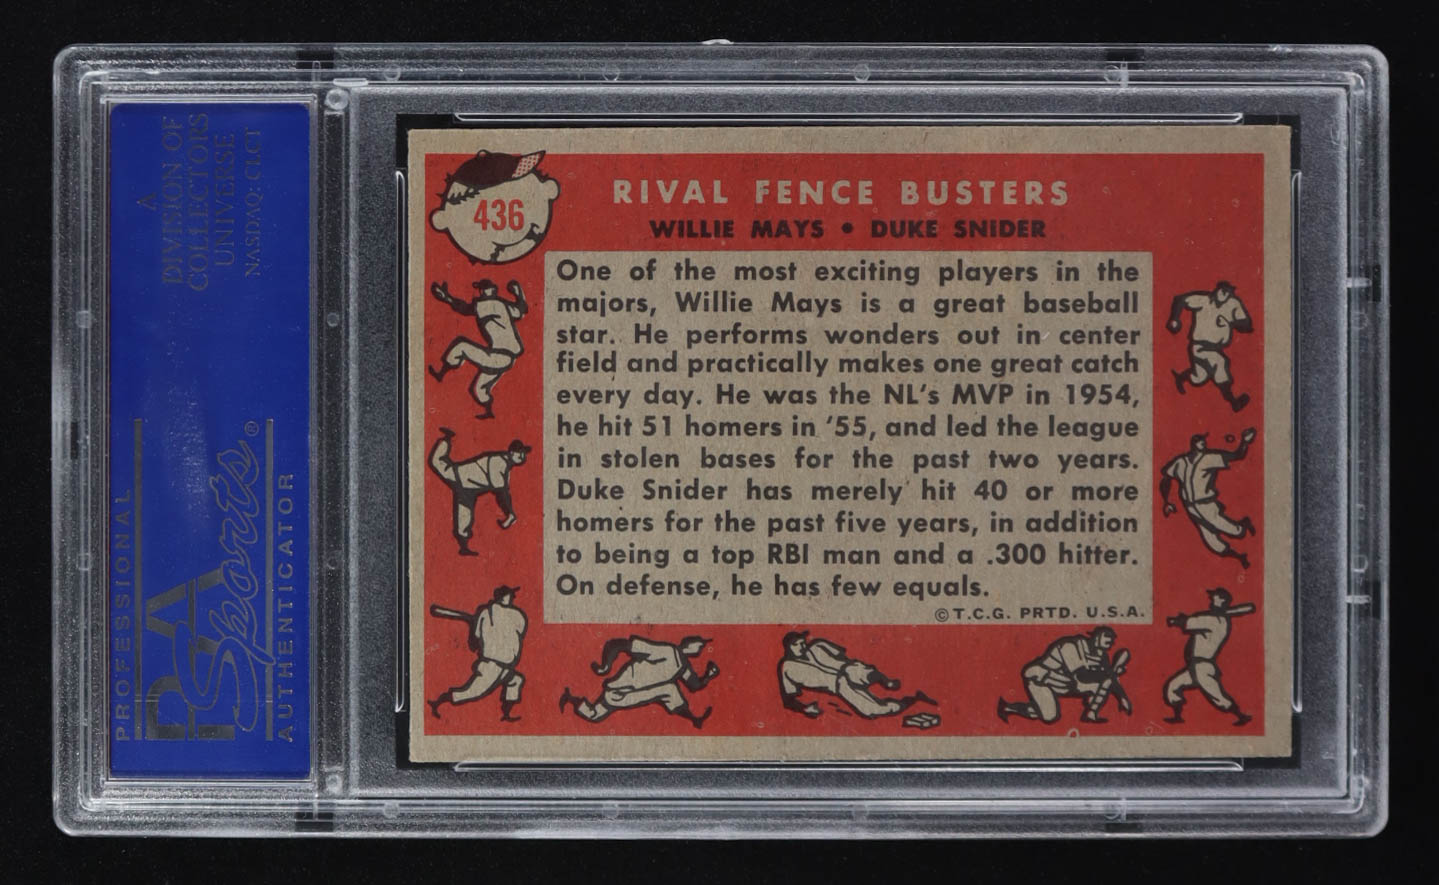 A
DIVISION OF
COLLECTORS
UNIVERSE
NASDAQ: CLCT
PROFESSIONAL
PSA
Sports®
AUTHENTICATOR
436
RIVAL FENCE BUSTERS
WILLIE MAYS • DUKE SNIDER
One of the most exciting players in the
majors, Willie Mays is a great baseball
star. He performs wonders out in center
field and practically makes one great catch
every day. He was the NL's MVP in 1954,
he hit 51 homers in '55, and led the league
in stolen bases for the past two years.
Duke Snider has merely hit 40 or more
homers for the past five years, in addition
to being a top RBI man and a .300 hitter.
On defense, he has few equals.
© T.C.G. PRTD. U.S.A.